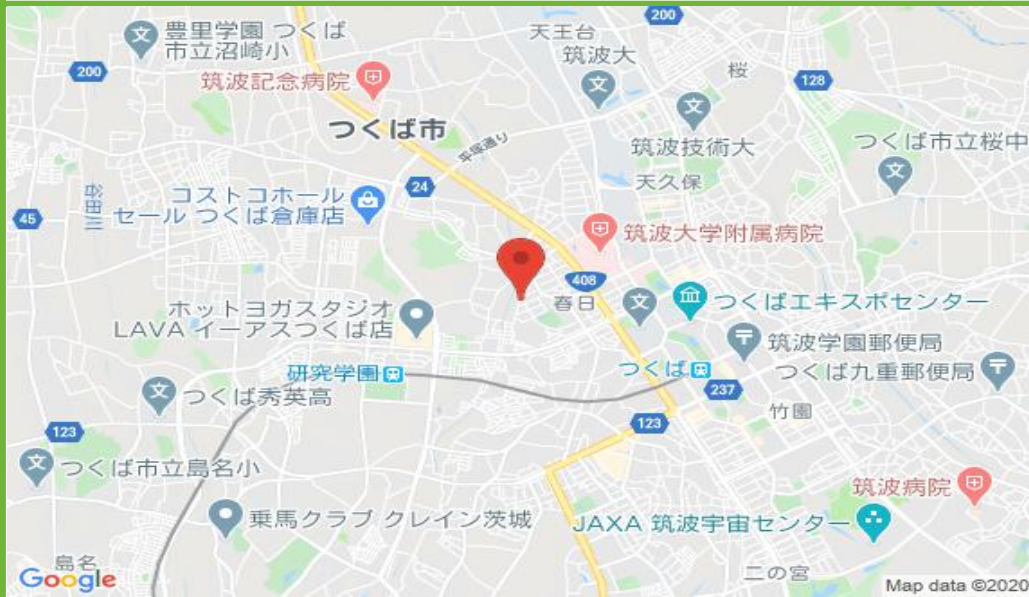 200
豊里学園 つくば
市立沼崎小
天王台
200
筑波大
桜
128
筑波記念病院
つくば市
平塚通り
筑波技術大
つくば市立桜中
天久保
24
谷田川
コストコホール
セール つくば倉庫店
45
筑波大学附属病院
408
春日
つくばエキスポセンター
ホットヨガスタジオ
LAVA イーアスつくば店
筑波学園郵便局
研究学園
つくば
つくば九重郵便局
237
つくば秀英高
竹園
123
123
つくば市立島名小
筑波病院
乗馬クラブ クレイン茨城
JAXA 筑波宇宙センター
島名
二の宮
Google
Map data ©2020